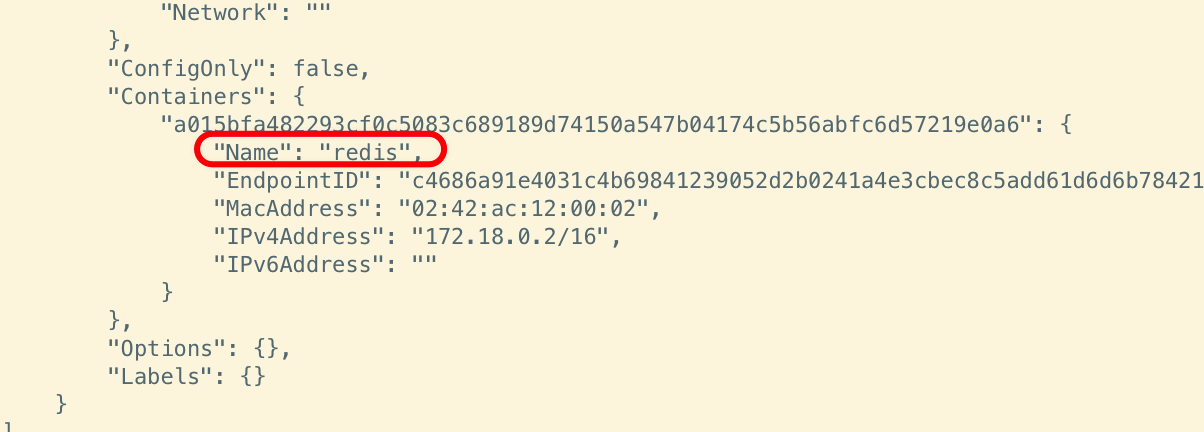 "Network": ""
},
"ConfigOnly": false,
"Containers": {
"a015bfa482293cf0c5083c689189d74150a547b04174c5b56abfc6d57219e0a6": {
"Name": "redis",
"EndpointID": "c4686a91e4031c4b69841239052d2b0241a4e3cbec8c5add61d6d6b78421
"MacAddress": "02:42:ac:12:00:02",
"IPv4Address": "172.18.0.2/16",
"IPv6Address": ""
}
},
"Options": {},
"Labels": {}
}
]